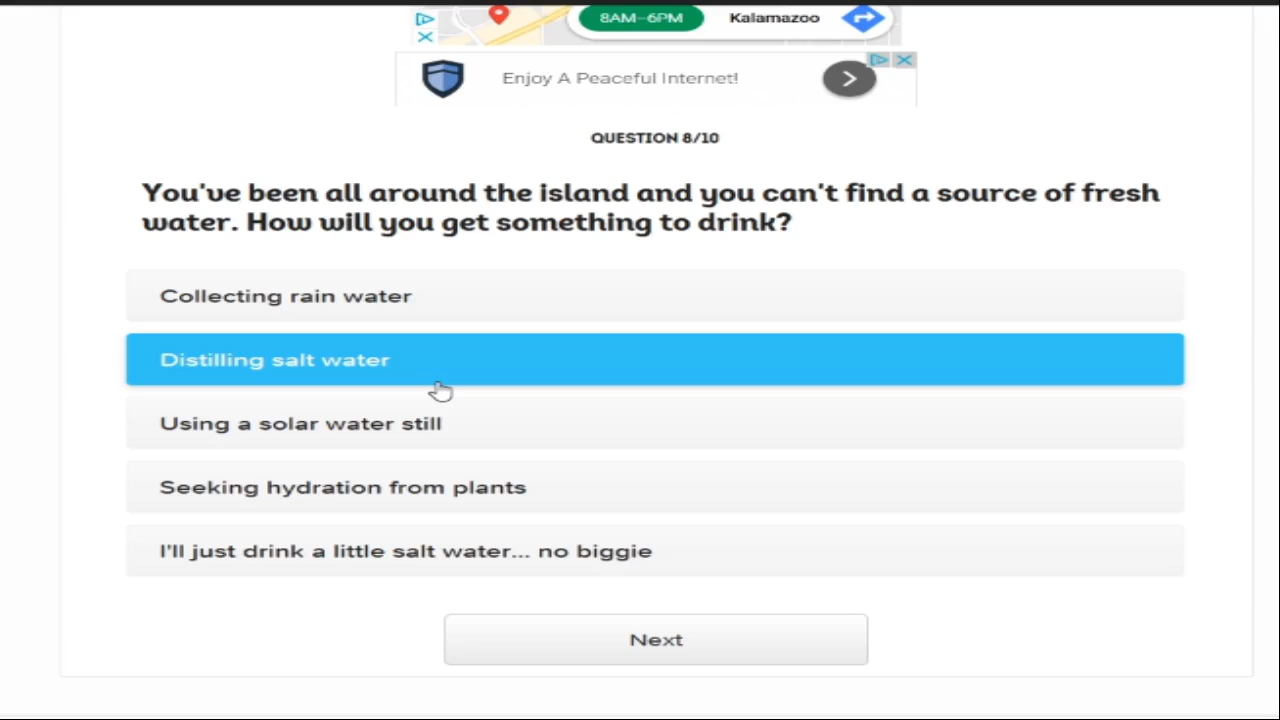 8AM–6PM Kalamazoo
Enjoy A Peaceful Internet!
QUESTION 8/10
You've been all around the island and you can't find a source of fresh
water. How will you get something to drink?
Collecting rain water
Distilling salt water
Using a solar water still
Seeking hydration from plants
I'll just drink a little salt water... no biggie
Next